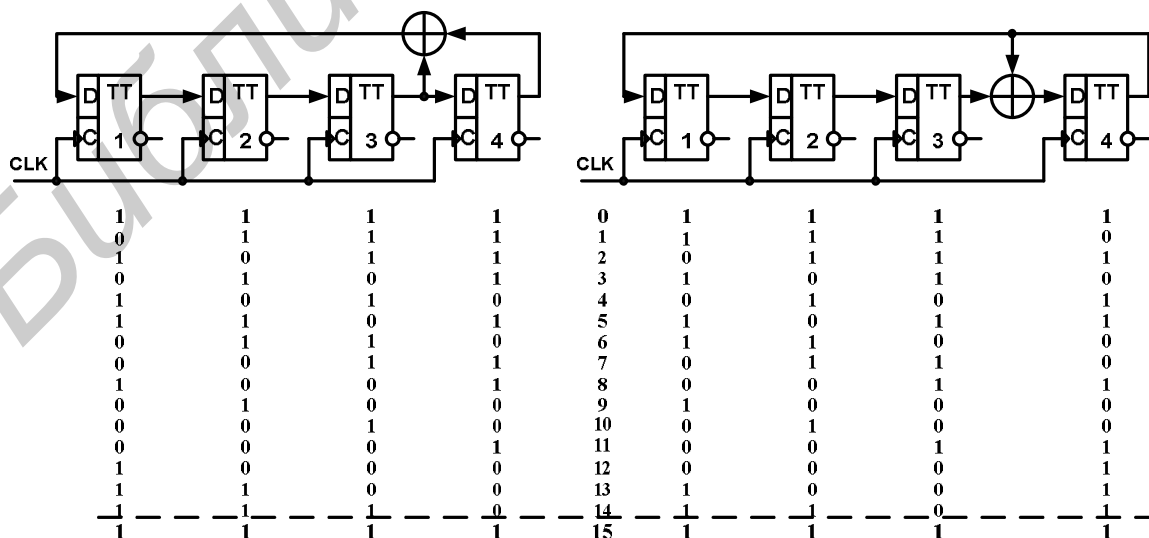 Библи
D TT C 1
D TT C 2
D TT C 3
D TT C 4
CLK
D TT C 1
D TT C 2
D TT C 3
D TT C 4
CLK
1 1 1 1 0 1 1 1 1
0 1 1 1 1 1 1 1 0
1 0 1 1 2 0 1 1 1
0 1 0 1 3 1 0 1 0
1 0 1 0 4 0 1 0 1
1 1 0 1 5 1 0 1 1
0 1 1 0 6 1 1 0 0
0 0 1 1 7 0 1 1 0
1 0 0 1 8 0 0 1 1
0 1 0 0 9 1 0 0 0
0 0 1 0 10 0 1 0 0
0 0 0 1 11 0 0 1 0
1 0 0 0 12 0 0 0 1
1 1 0 0 13 1 0 0 1
1 1 1 0 14 1 1 0 1
1 1 1 1 15 1 1 1 1